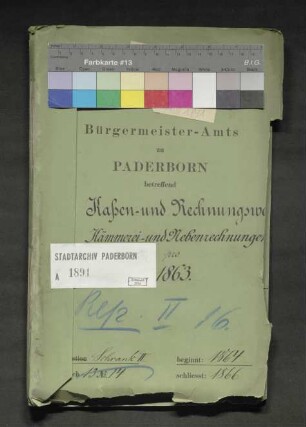 Farbkarte #13
B.I.G.
Bürgermeister-Amts
zu
PADERBORN
betreffend
Kaßen- und Rechnungswe
Kämmerei- und Nebenrechnungen
pro
1863.
STADTARCHIV PADERBORN
A 1891
Rep. II 16.
Schrank II
beginnt: 1864
schliesst: 1866